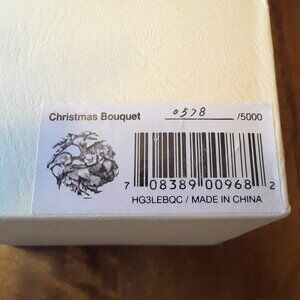 Christmas Bouquet 0578 /5000
7 08389 00968 2
HG3LEBQC / MADE IN CHINA